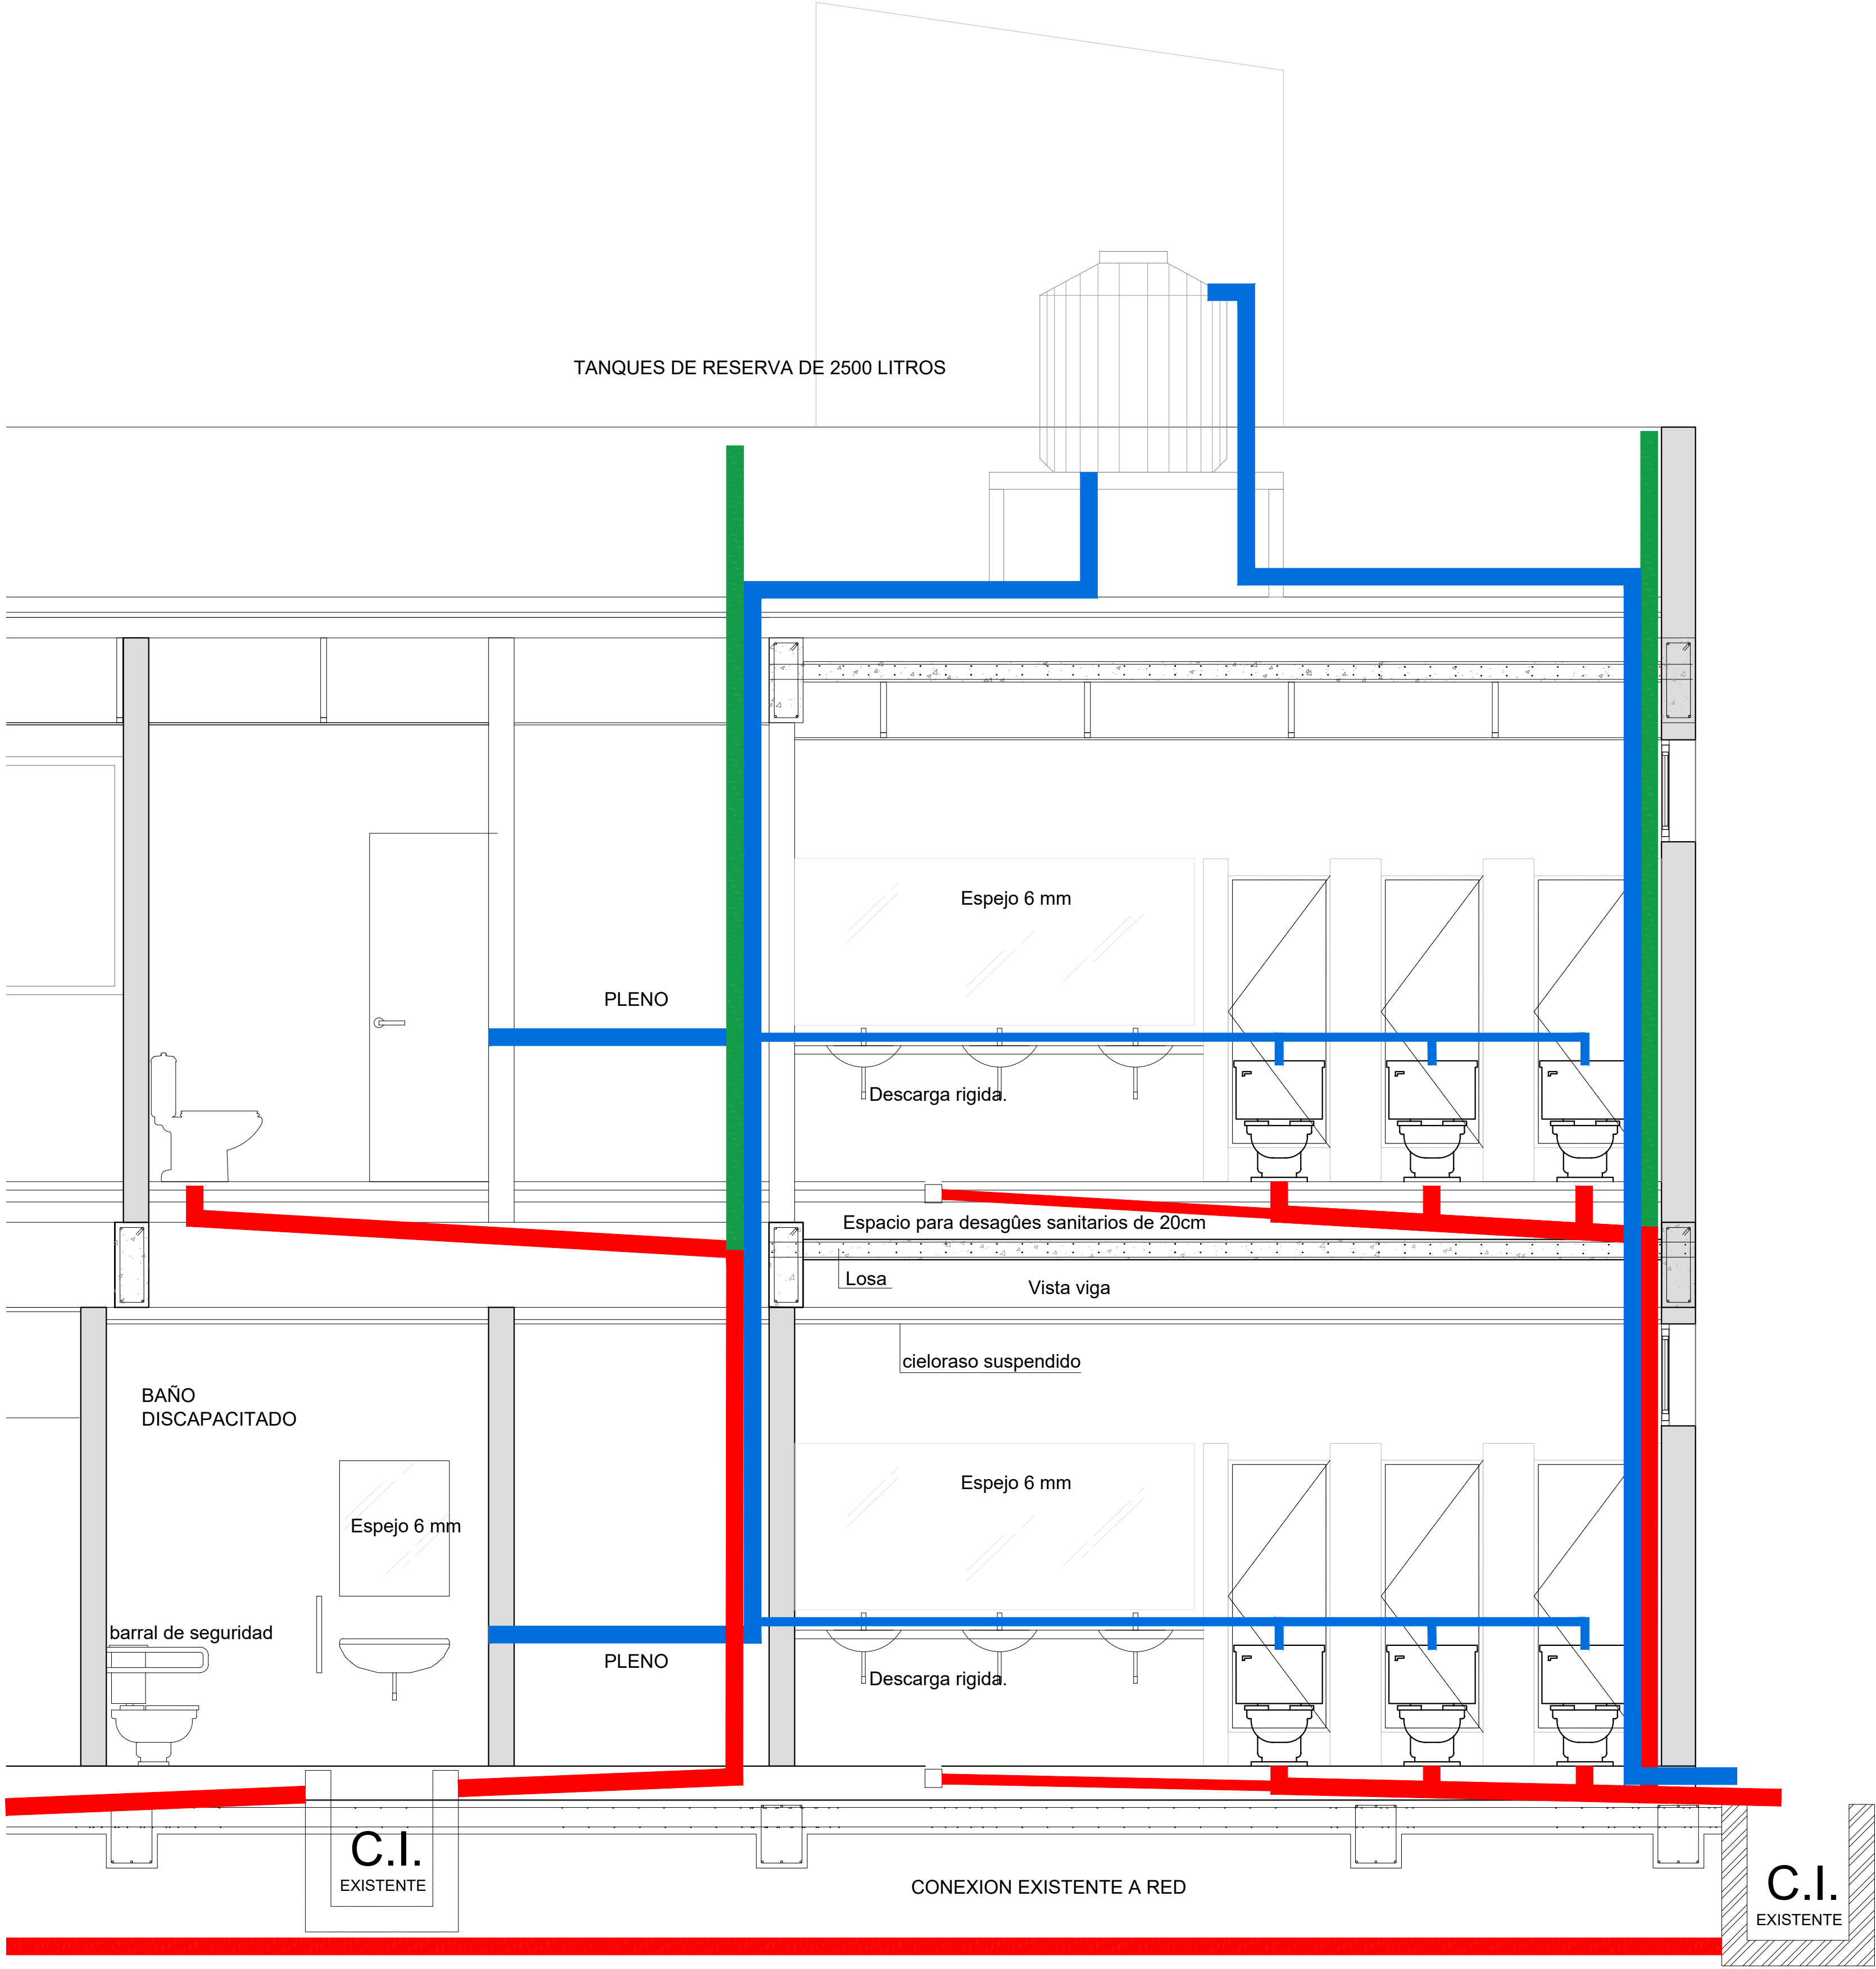 TANQUES DE RESERVA DE 2500 LITROS
Espejo 6 mm
PLENO
Descarga rigida.
Espacio para desagûes sanitarios de 20cm
Losa
Vista viga
cieloraso suspendido
BAÑO
DISCAPACITADO
Espejo 6 mm
Espejo 6 mm
barral de seguridad
PLENO
Descarga rigida.
C.I.
EXISTENTE
CONEXION EXISTENTE A RED
C.I.
EXISTENTE